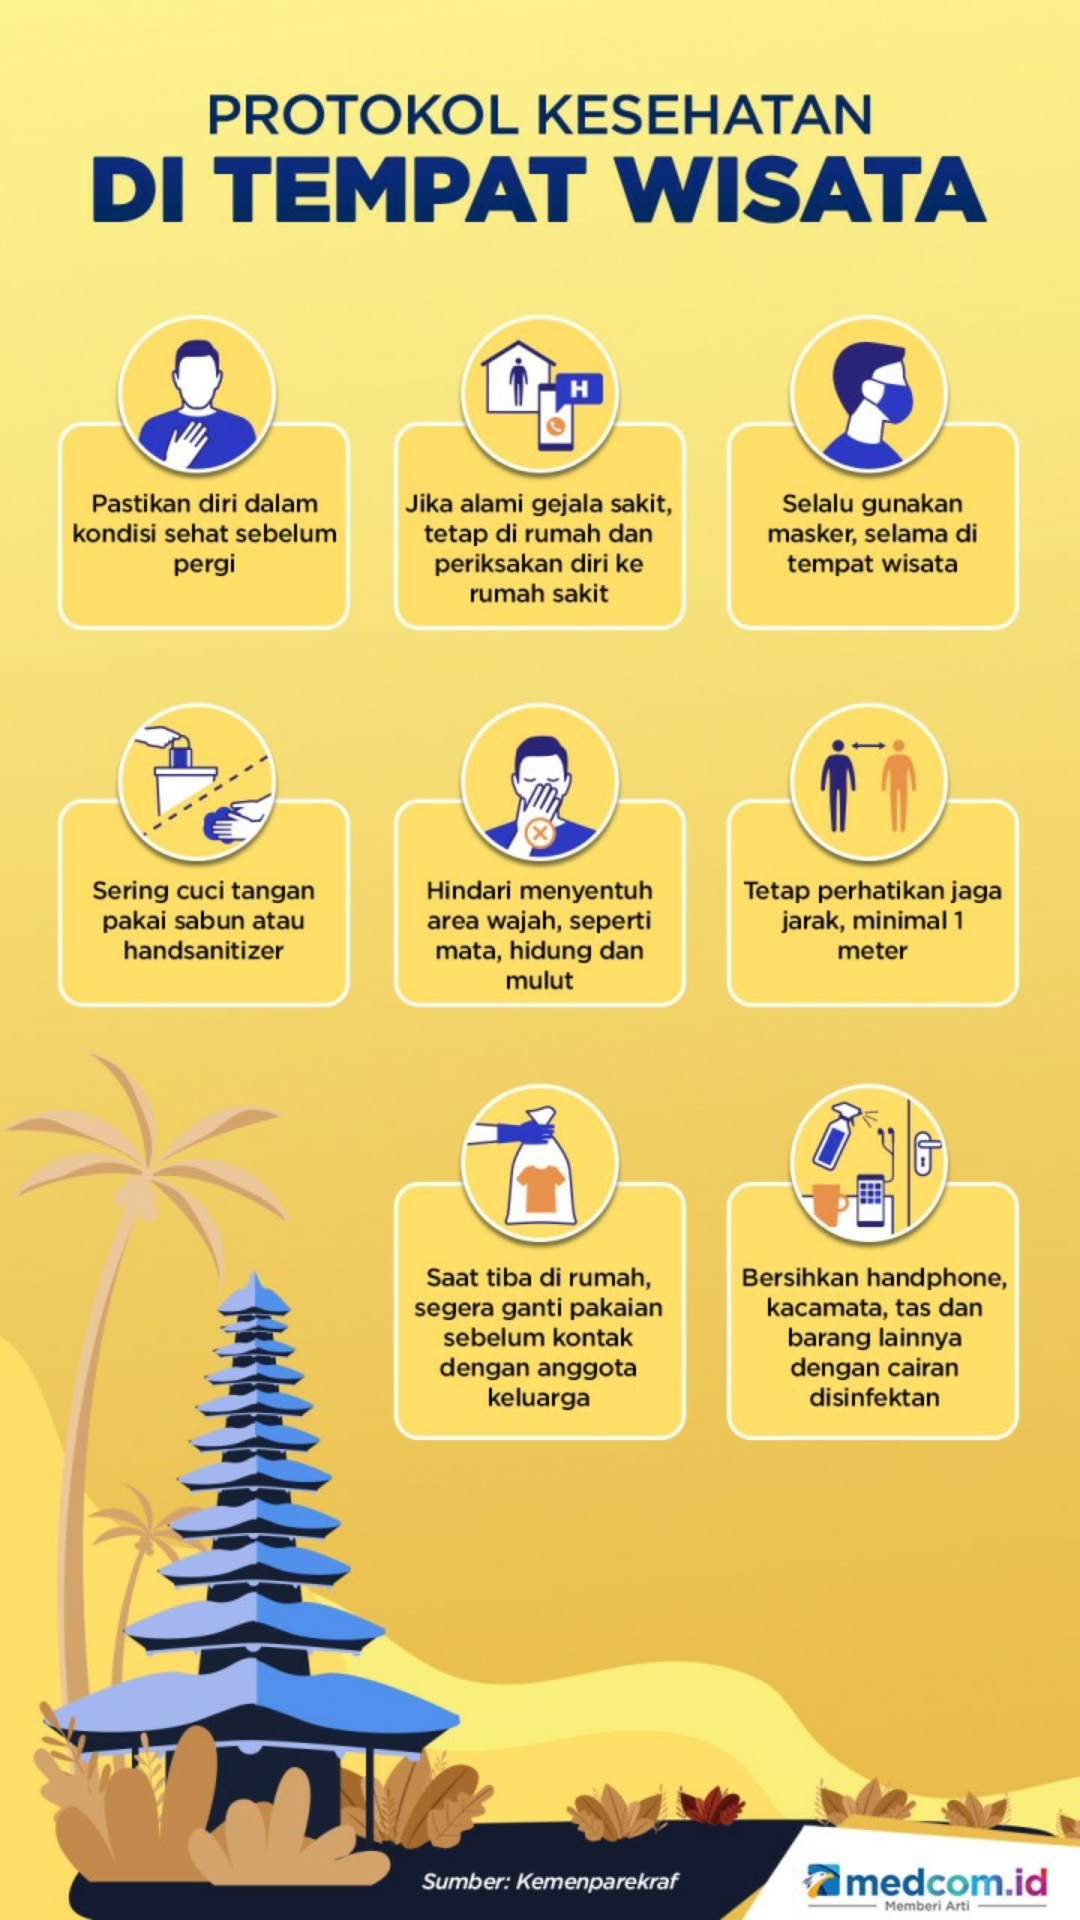 PROTOKOL KESEHATAN
DI TEMPAT WISATA
Pastikan diri dalam
kondisi sehat sebelum
pergi
H
Jika alami gejala sakit,
tetap di rumah dan
periksakan diri ke
rumah sakit
Selalu gunakan
masker, selama di
tempat wisata
Sering cuci tangan
pakai sabun atau
handsanitizer
Hindari menyentuh
area wajah, seperti
mata, hidung dan
mulut
Tetap perhatikan jaga
jarak, minimal 1
meter
Saat tiba di rumah,
segera ganti pakaian
sebelum kontak
dengan anggota
keluarga
Bersihkan handphone,
kacamata, tas dan
barang lainnya
dengan cairan
disinfektan
Sumber: Kemenparekraf
medcom.id
Memberi Arti